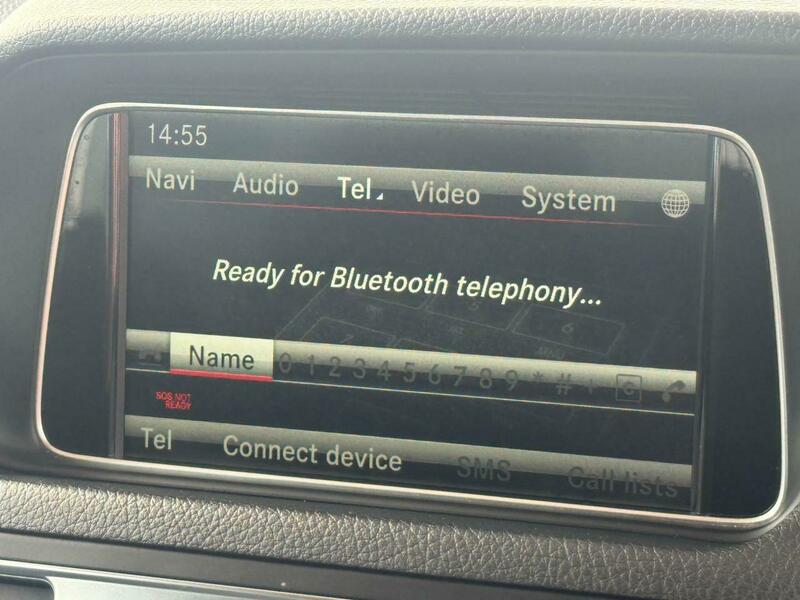 14:55
Navi Audio Tel Video System
Ready for Bluetooth telephony...
Name 0 1 2 3 4 5 6 7 8 9 * # + C
SOS NOT
READY
Tel Connect device SMS Call lists